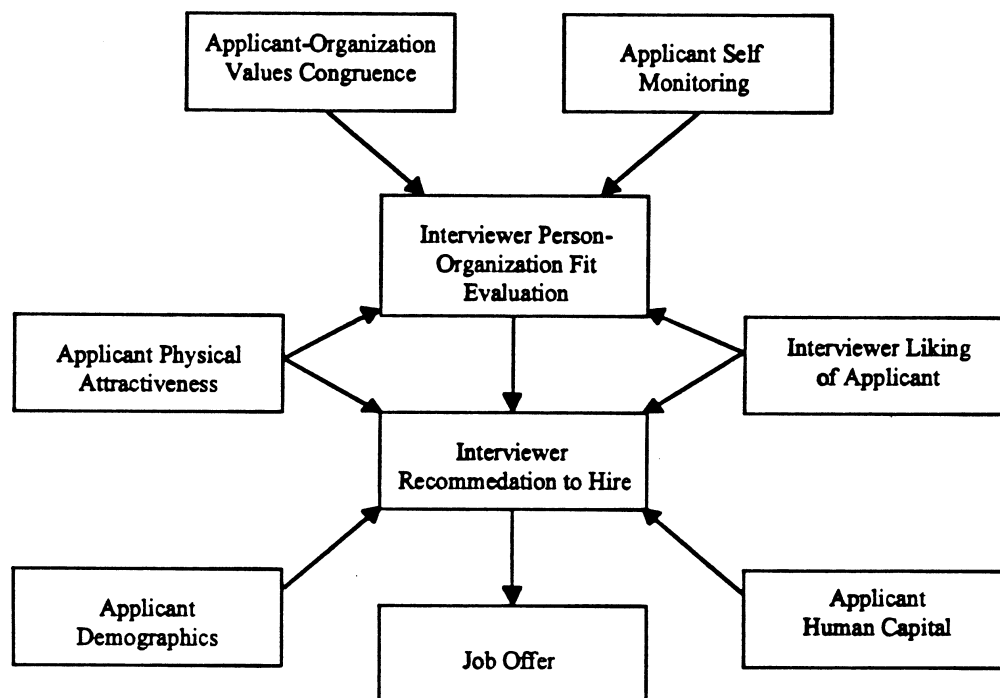 Applicant-Organization
Values Congruence
Applicant Self
Monitoring
Interviewer Person-
Organization Fit
Evaluation
Applicant Physical
Attractiveness
Interviewer Liking
of Applicant
Interviewer
Recommedation to Hire
Applicant
Demographics
Applicant
Human Capital
Job Offer